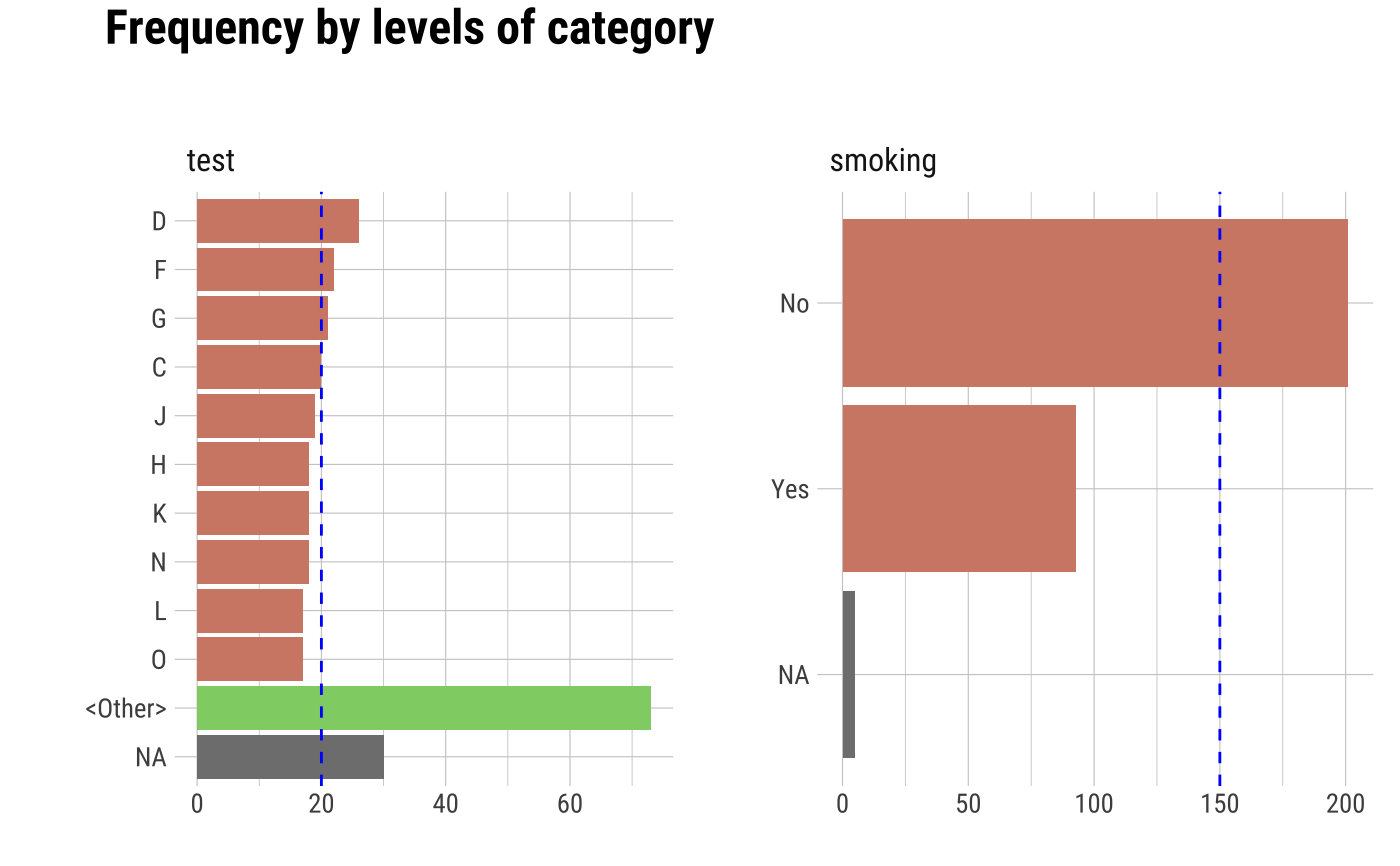 Frequency by levels of category
test
D
F
G
C
J
H
K
N
L
O
<Other>
NA
0 20 40 60
smoking
No
Yes
NA
0 50 100 150 200